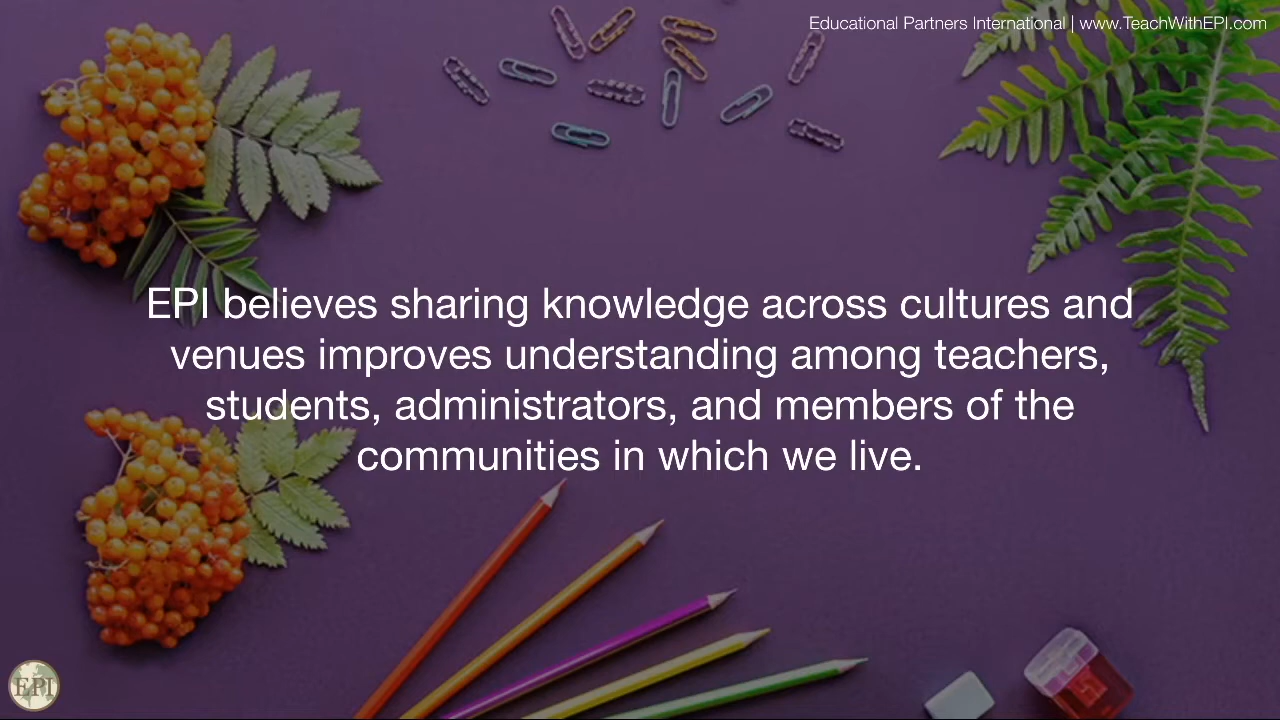 Educational Partners International | www.TeachWithEPI.com
EPI believes sharing knowledge across cultures and
venues improves understanding among teachers,
students, administrators, and members of the
communities in which we live.
EPI